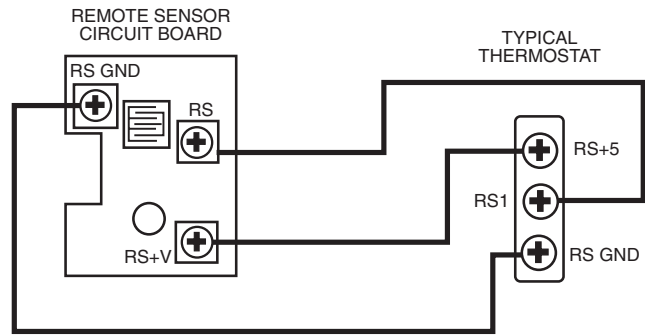 REMOTE SENSOR
CIRCUIT BOARD
TYPICAL
THERMOSTAT
RS GND
RS
RS+V
RS+5
RS1
RS GND